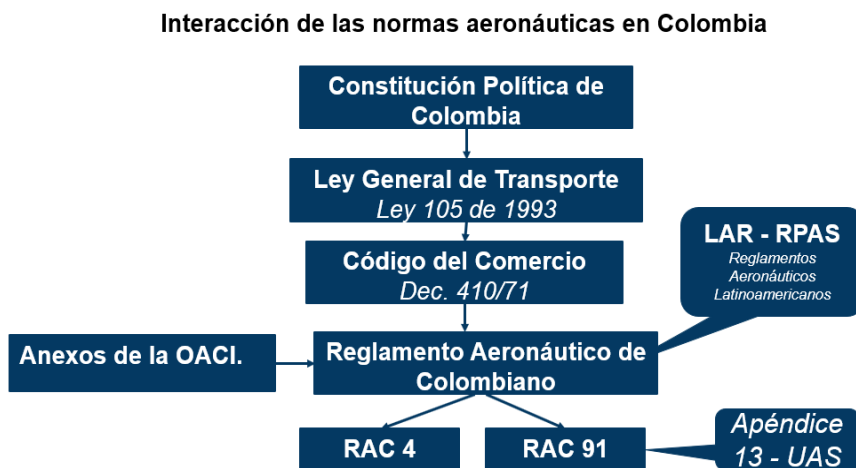 Interacción de las normas aeronáuticas en Colombia
Constitución Política de
Colombia
Ley General de Transporte
Ley 105 de 1993
LAR - RPAS
Reglamentos
Aeronáuticos
Latinoamericanos
Código del Comercio
Dec. 410/71
Anexos de la OACI.
Reglamento Aeronáutico de
Colombiano
RAC 4
RAC 91
Apéndice
13 - UAS